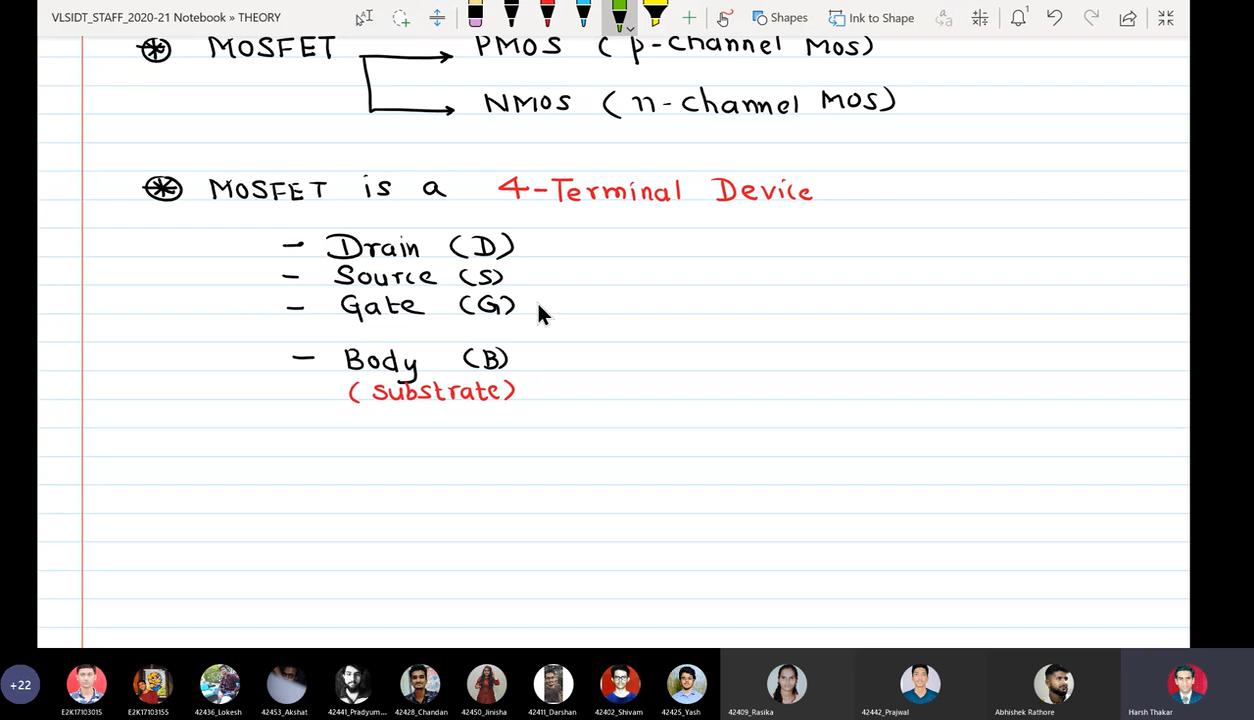 VLSIDT_STAFF_2020-21 Notebook » THEORY
Shapes
Ink to Shape
MOSFET
PMOS (p-channel MOS)
NMOS (n-channel MOS)
MOSFET is a 4-Terminal Device
- Drain (D)
- Source (S)
- Gate (G)
- Body (B)
(Substrate)
+22
E2K17103015
E2K17103155
42436_Lokesh
42453_Akshat
42441_Pradyum...
42428_Chandan
42450_Jinisha
42411_Darshan
42402_Shivam
42425_Yash
42409_Rasika
42442_Prajwal
Abhishek Rathore
Harsh Thakar